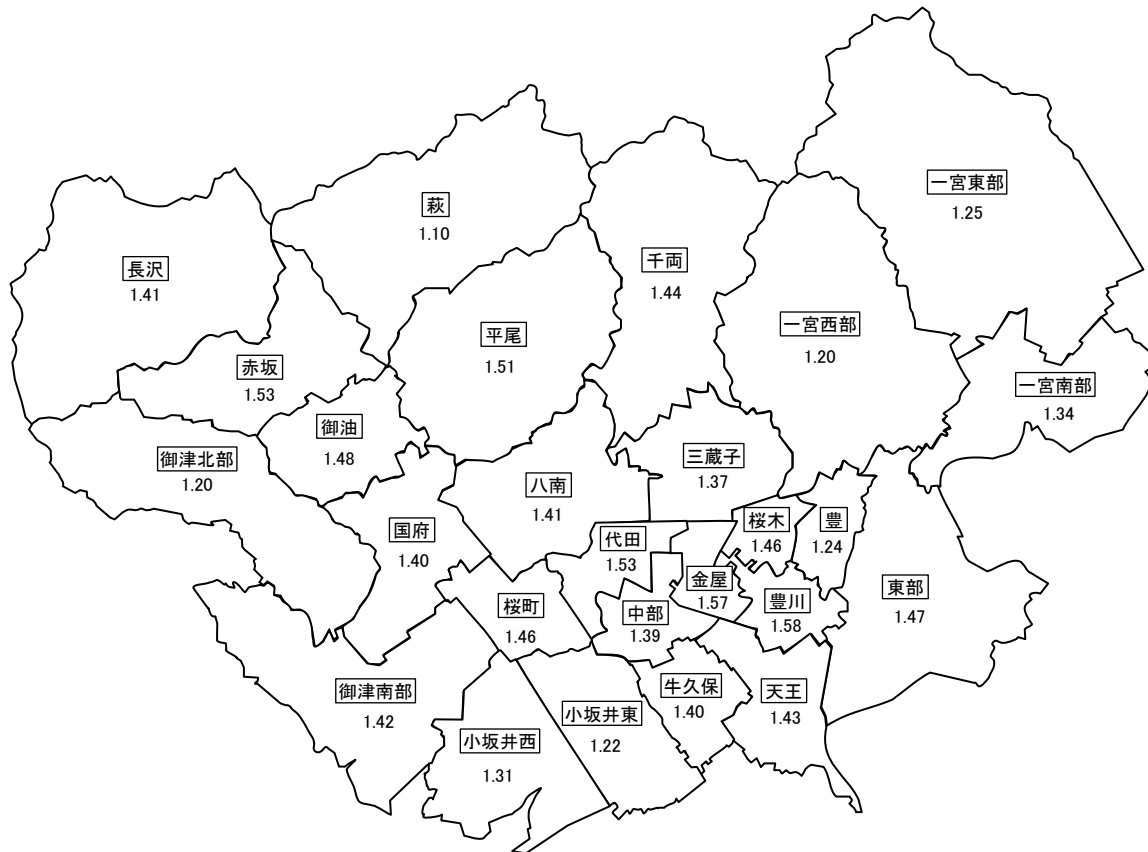 一宮東部
1.25
萩
1.10
長沢
1.41
千両
1.44
一宮西部
1.20
平尾
1.51
赤坂
1.53
一宮南部
1.34
御油
1.48
御津北部
1.20
三蔵子
1.37
八南
1.41
国府
1.40
代田
1.53
桜木
1.46
豊
1.24
金屋
1.57
豊川
1.58
東部
1.47
桜町
1.46
中部
1.39
御津南部
1.42
牛久保
1.40
天王
1.43
小坂井東
1.22
小坂井西
1.31